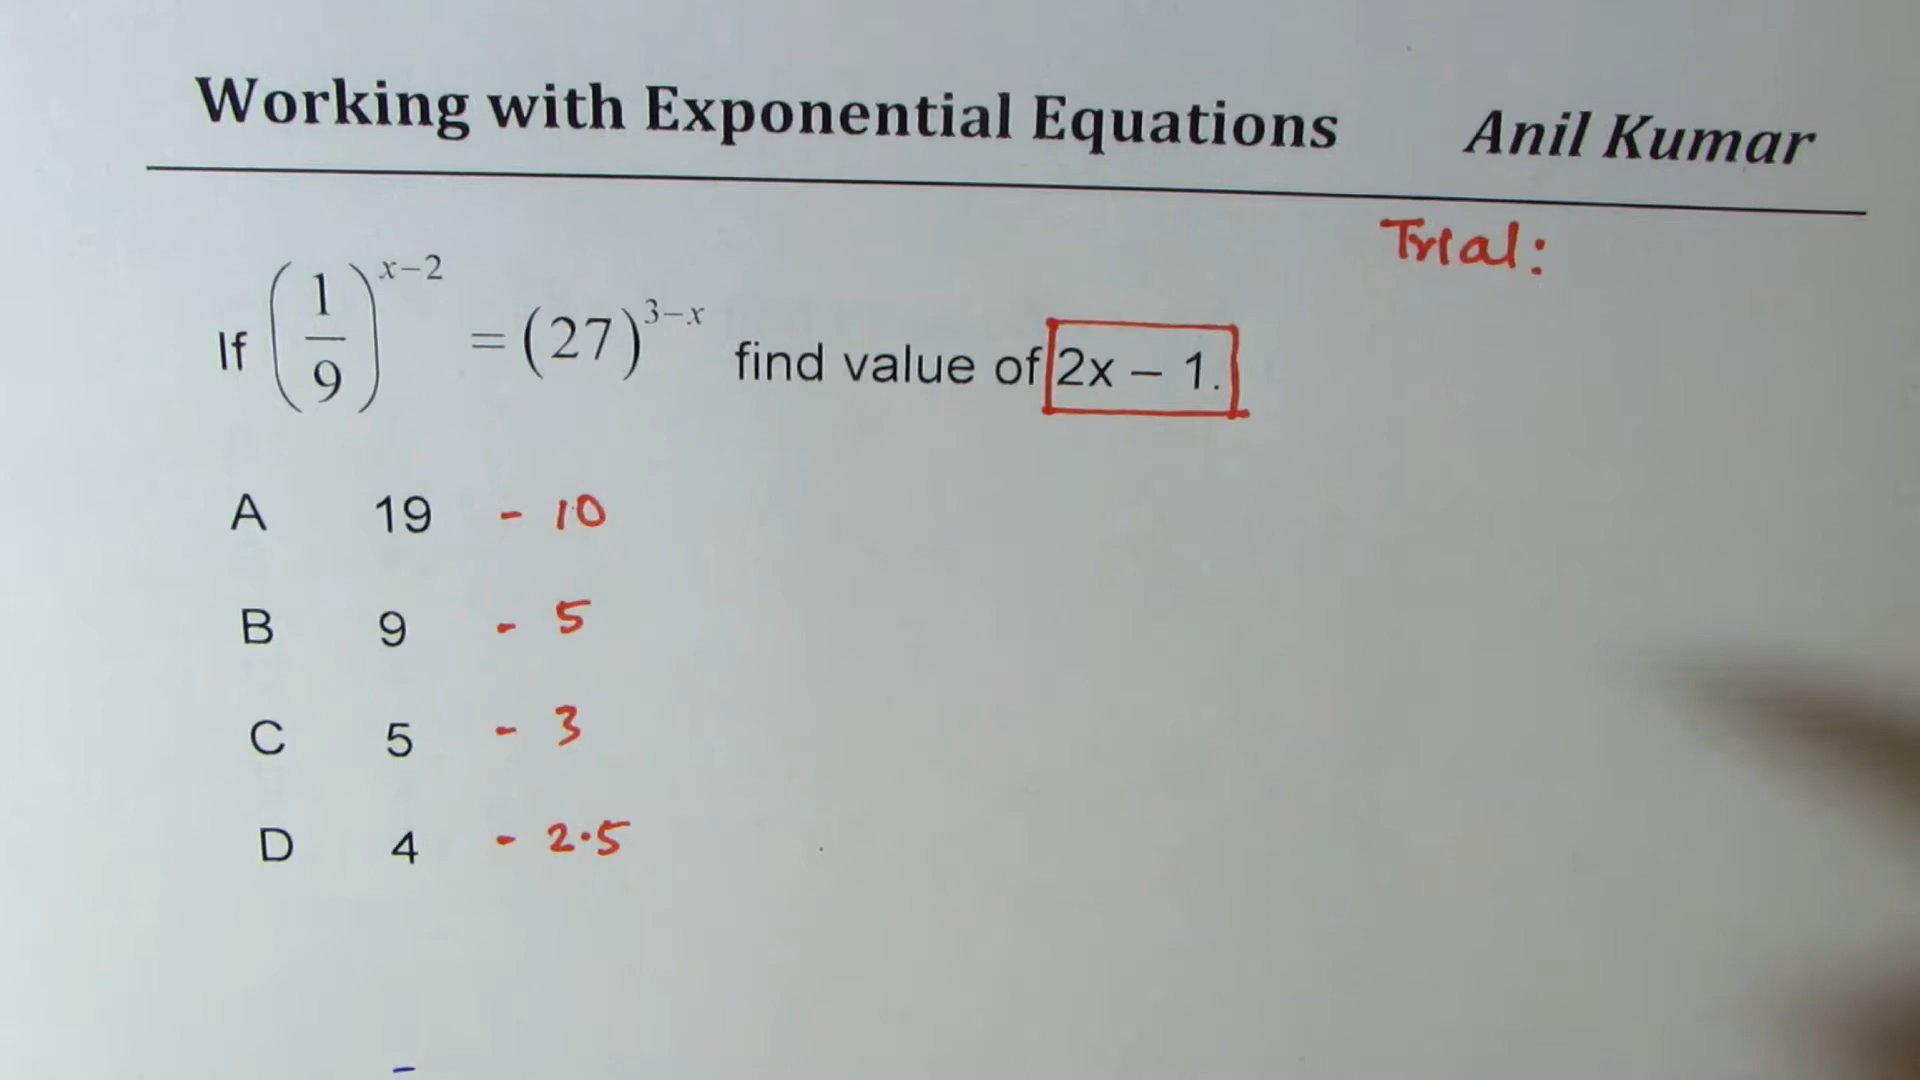 Working with Exponential Equations Anil Kumar
Trial:
If (1/9)^(x−2) = (27)^(3−x) find value of 2x – 1.
A 19 - 10
B 9 - 5
C 5 - 3
D 4 - 2.5